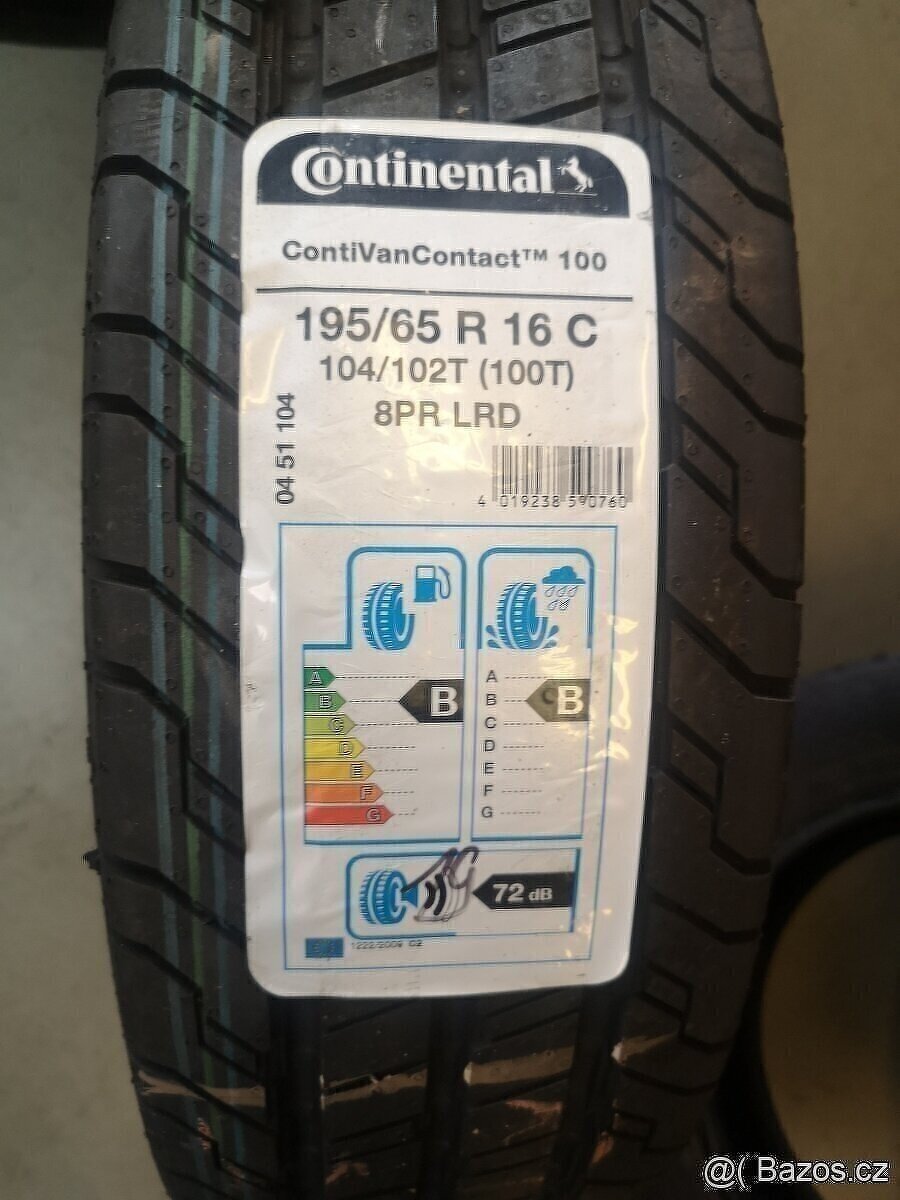 Continental
ContiVanContact™ 100
195/65 R 16 C
104/102T (100T)
8PR LRD
04 51 104
4 019238 590760
A
B
C
D
E
F
G
B
A
B
C
D
E
F
G
B
72 dB
1222/2009 C2
@( Bazos.cz